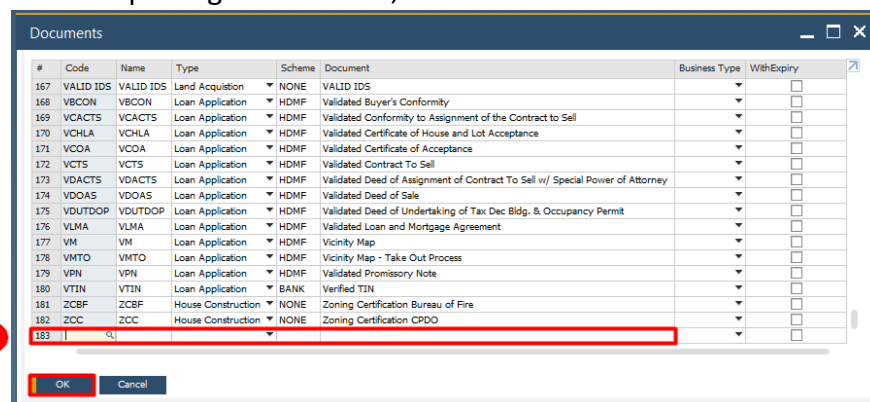 Documents
# Code Name Type Scheme Document Business Type WithExpiry
167 VALID IDS VALID IDS Land Acquistion NONE VALID IDS
168 VBCON VBCON Loan Application HDMF Validated Buyer's Conformity
169 VCACTS VCACTS Loan Application HDMF Validated Conformity to Assignment of the Contract to Sell
170 VCHLA VCHLA Loan Application HDMF Validated Certificate of House and Lot Acceptance
171 VCOA VCOA Loan Application HDMF Validated Certificate of Acceptance
172 VCTS VCTS Loan Application HDMF Validated Contract To Sell
173 VDACTS VDACTS Loan Application HDMF Validated Deed of Assignment of Contract To Sell w/ Special Power of Attorney
174 VDOAS VDOAS Loan Application HDMF Validated Deed of Sale
175 VDUTDOP VDUTDOP Loan Application HDMF Validated Deed of Undertaking of Tax Dec Bldg. & Occupancy Permit
176 VLMA VLMA Loan Application HDMF Validated Loan and Mortgage Agreement
177 VM VM Loan Application HDMF Vicinity Map
178 VMTO VMTO Loan Application HDMF Vicinity Map - Take Out Process
179 VPN VPN Loan Application HDMF Validated Promissory Note
180 VTIN VTIN Loan Application BANK Verified TIN
181 ZCBF ZCBF House Construction NONE Zoning Certification Bureau of Fire
182 ZCC ZCC House Construction NONE Zoning Certification CPDO
183
OK Cancel